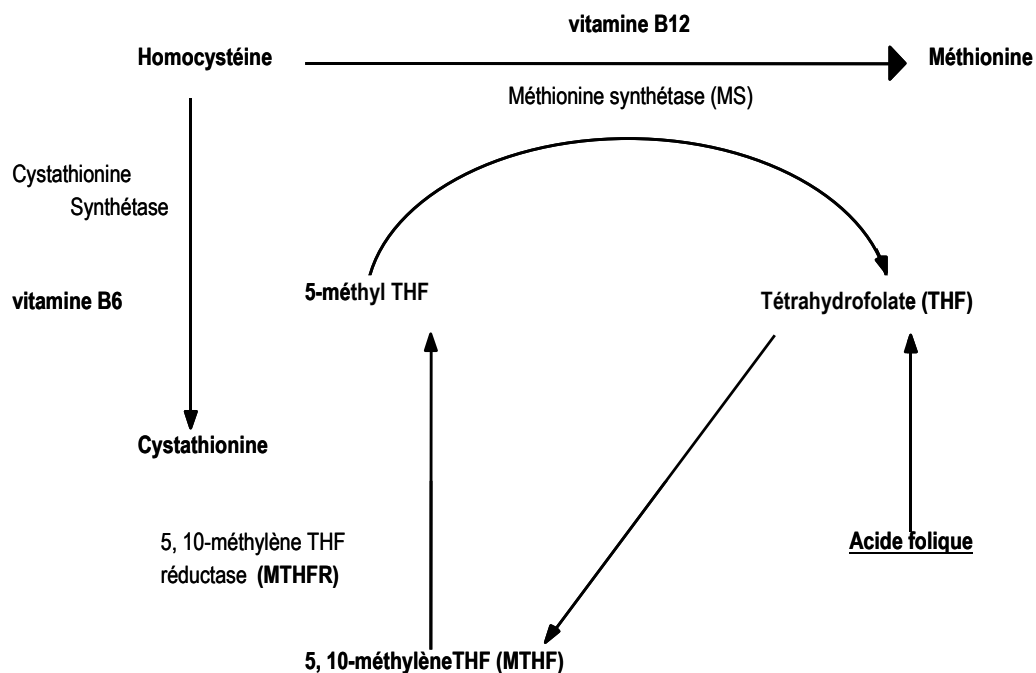 vitamine B12
Homocystéine
Méthionine
Méthionine synthétase (MS)
Cystathionine
Synthétase
5-méthyl THF
vitamine B6
Tétrahydrofolate (THF)
Cystathionine
5, 10-méthylène THF
réductase (MTHFR)
Acide folique
5, 10-méthylèneTHF (MTHF)